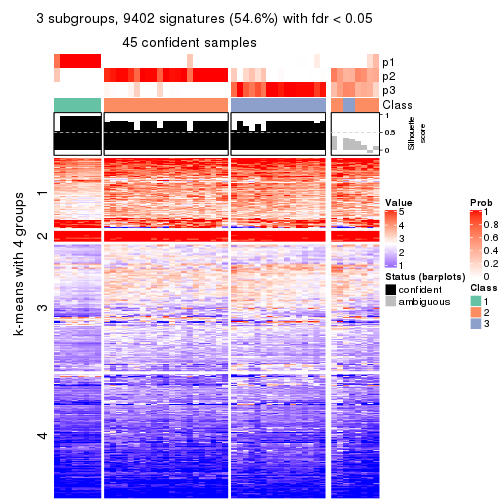 3 subgroups, 9402 signatures (54.6%) with fdr < 0.05
45 confident samples
p1
p2
p3
Class
1
0.5
0
Silhouette
score
k-means with 4 groups
1
2
3
4
Value
5
4
3
2
1
Status (barplots)
confident
ambiguous
Prob
1
0.8
0.6
0.4
0.2
0
Class
1
2
3